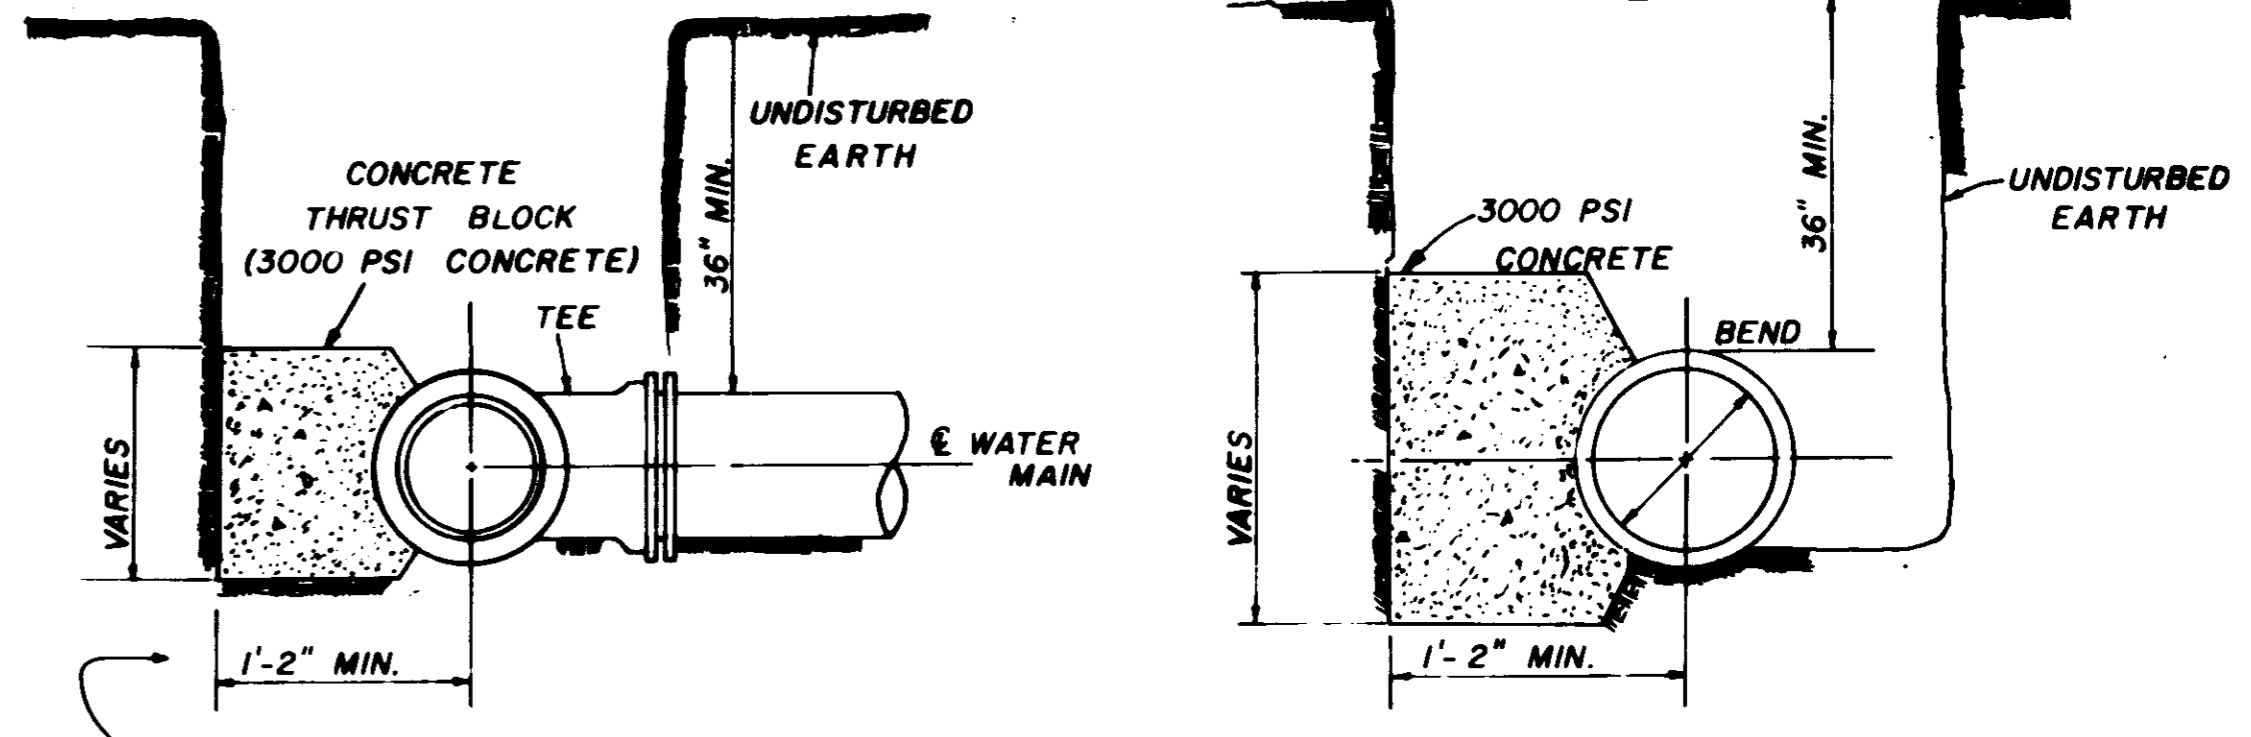 UNDISTURBED
EARTH
CONCRETE
THRUST BLOCK
(3000 PSI CONCRETE)
TEE
36" MIN.
VARIES
℄ WATER
MAIN
1'-2" MIN.
36" MIN.
UNDISTURBED
EARTH
3000 PSI
CONCRETE
BEND
VARIES
1'-2" MIN.